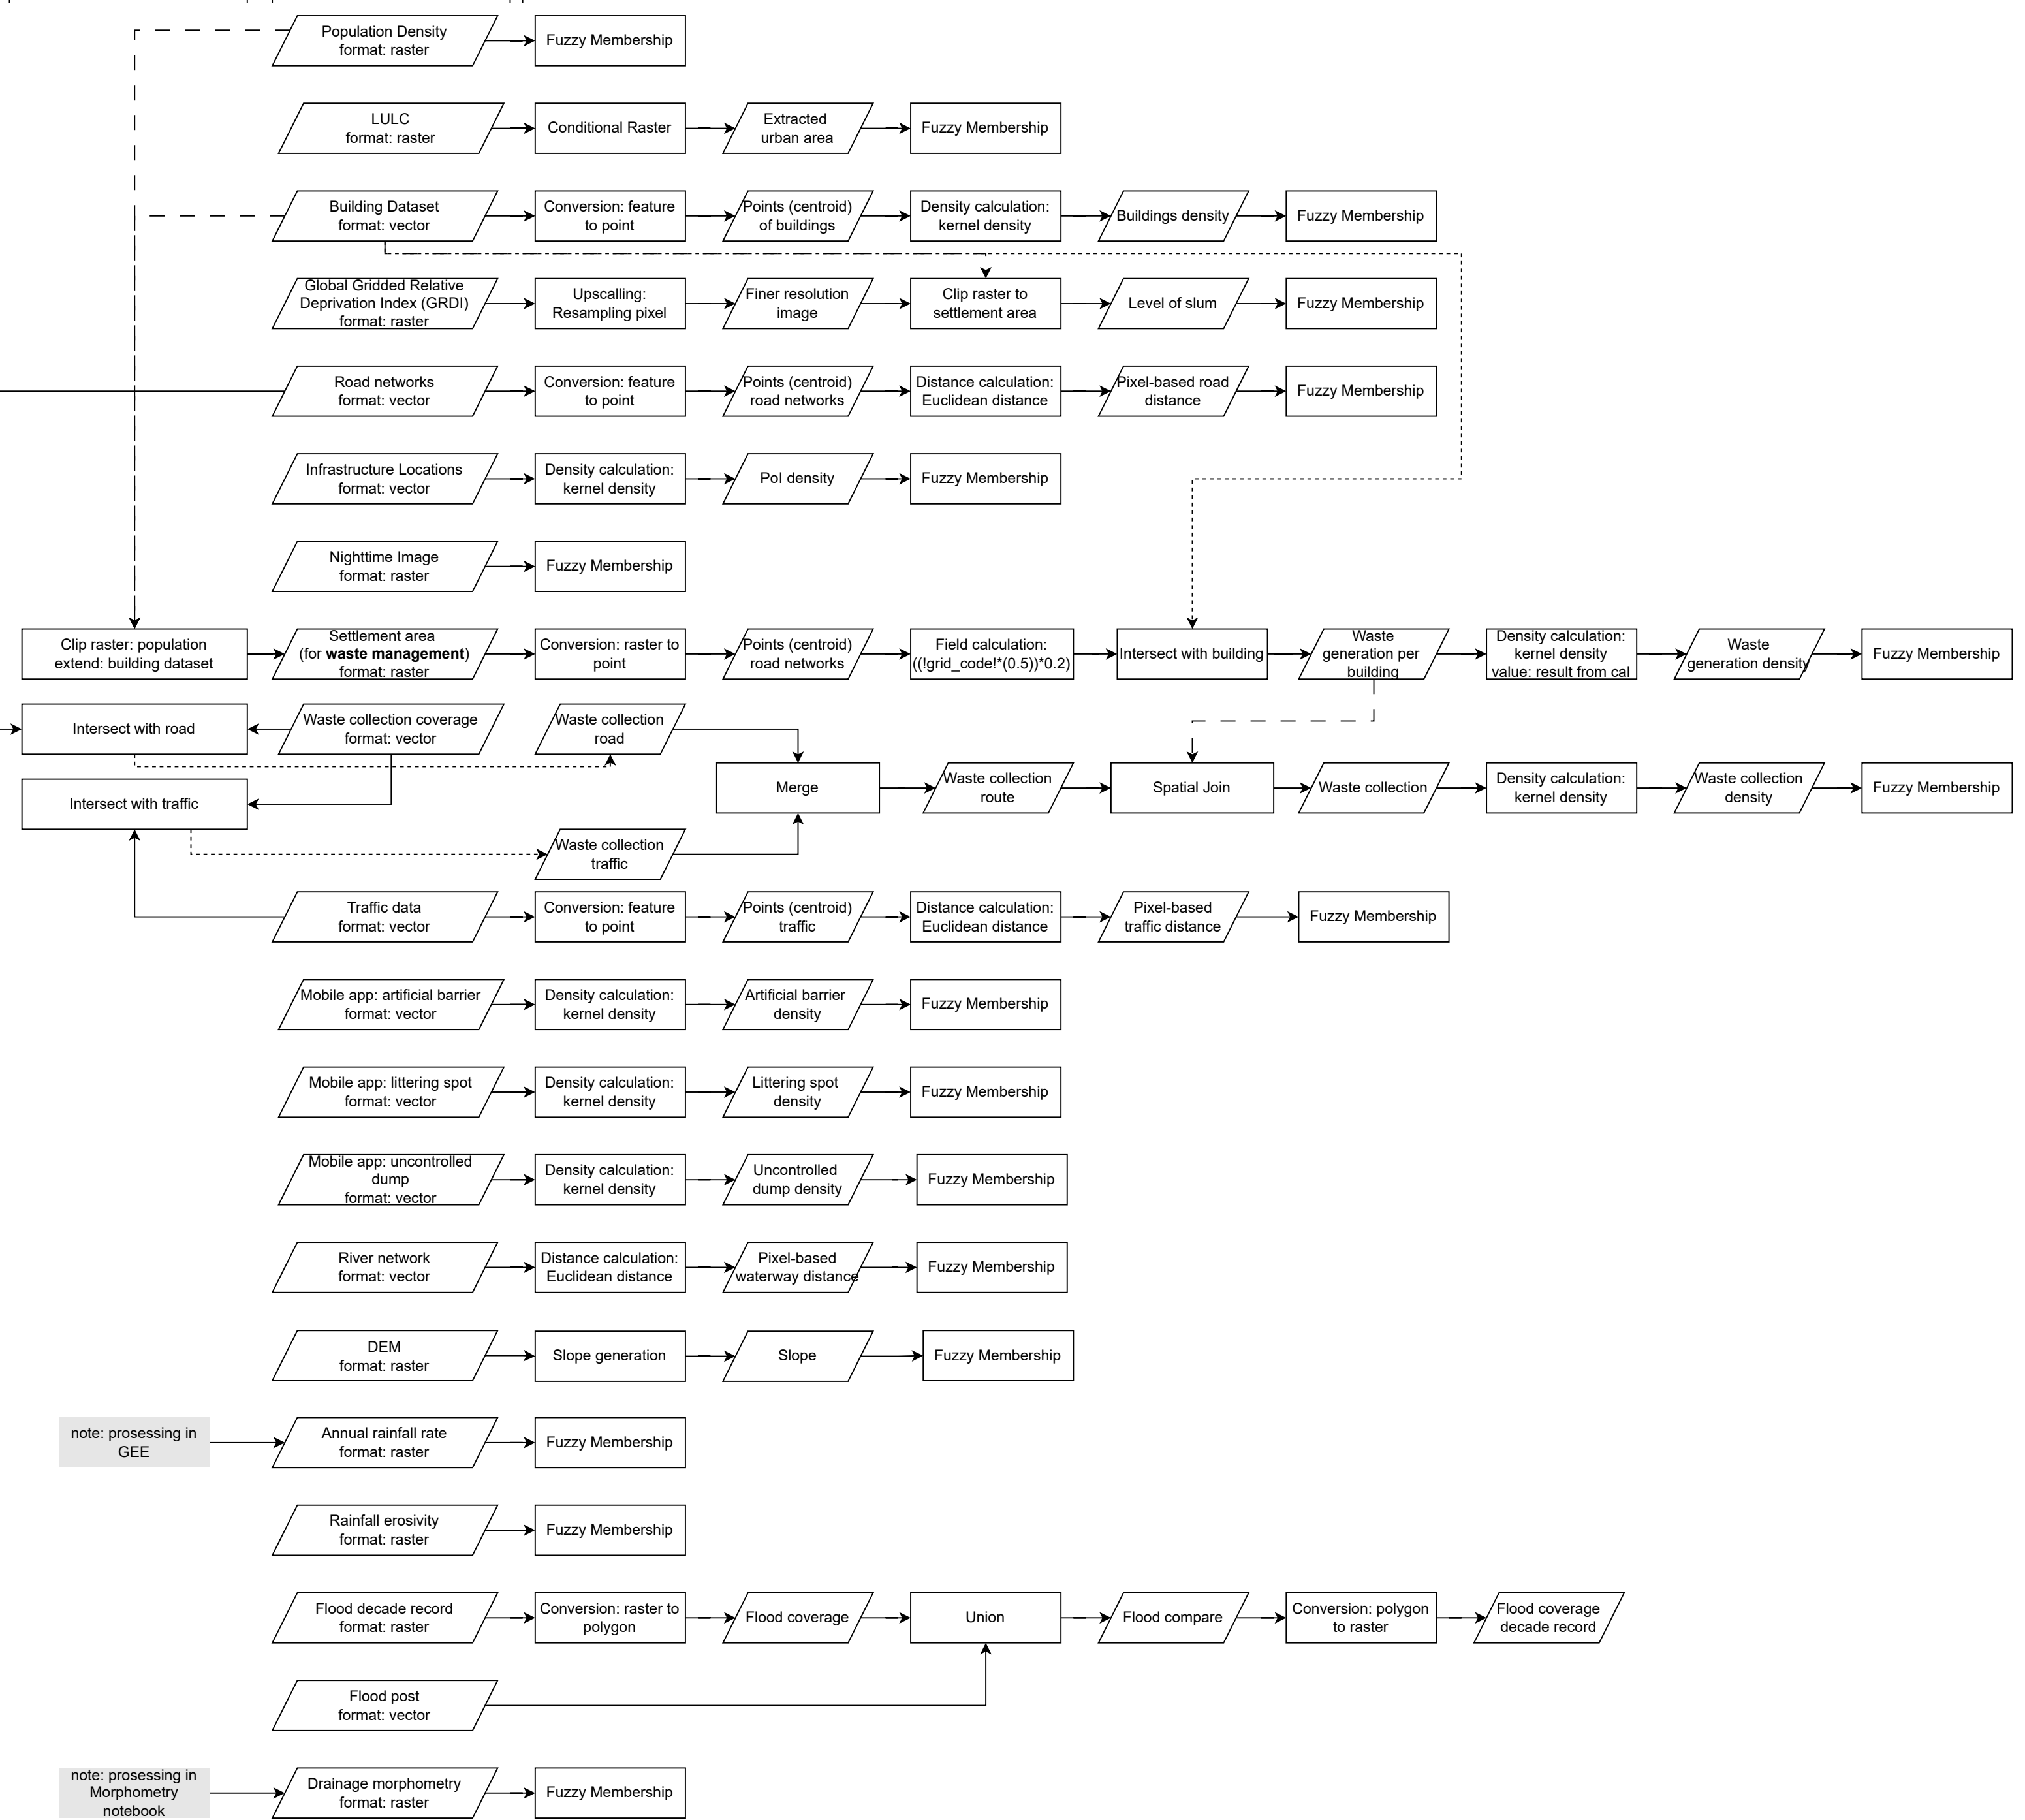 Population Density
format: raster
Fuzzy Membership
LULC
format: raster
Conditional Raster
Extracted
urban area
Fuzzy Membership
Building Dataset
format: vector
Conversion: feature
to point
Points (centroid)
of buildings
Density calculation:
kernel density
Buildings density
Fuzzy Membership
Global Gridded Relative
Deprivation Index (GRDI)
format: raster
Upscalling:
Resampling pixel
Finer resolution
image
Clip raster to
settlement area
Level of slum
Fuzzy Membership
Road networks
format: vector
Conversion: feature
to point
Points (centroid)
road networks
Distance calculation:
Euclidean distance
Pixel-based road
distance
Fuzzy Membership
Infrastructure Locations
format: vector
Density calculation:
kernel density
PoI density
Fuzzy Membership
Nighttime Image
format: raster
Fuzzy Membership
Clip raster: population
extend: building dataset
Settlement area
(for waste management)
format: raster
Conversion: raster to
point
Points (centroid)
road networks
Field calculation:
((!grid_code!*(0.5))*0.2)
Intersect with building
Waste
generation per
building
Density calculation:
kernel density
value: result from cal
Waste
generation density
Fuzzy Membership
Intersect with road
Waste collection coverage
format: vector
Waste collection
road
Intersect with traffic
Merge
Waste collection
route
Spatial Join
Waste collection
Density calculation:
kernel density
Waste collection
density
Fuzzy Membership
Waste collection
traffic
Traffic data
format: vector
Conversion: feature
to point
Points (centroid)
traffic
Distance calculation:
Euclidean distance
Pixel-based
traffic distance
Fuzzy Membership
Mobile app: artificial barrier
format: vector
Density calculation:
kernel density
Artificial barrier
density
Fuzzy Membership
Mobile app: littering spot
format: vector
Density calculation:
kernel density
Littering spot
density
Fuzzy Membership
Mobile app: uncontrolled
dump
format: vector
Density calculation:
kernel density
Uncontrolled
dump density
Fuzzy Membership
River network
format: vector
Distance calculation:
Euclidean distance
Pixel-based
waterway distance
Fuzzy Membership
DEM
format: raster
Slope generation
Slope
Fuzzy Membership
note: prosessing in
GEE
Annual rainfall rate
format: raster
Fuzzy Membership
Rainfall erosivity
format: raster
Fuzzy Membership
Flood decade record
format: raster
Conversion: raster to
polygon
Flood coverage
Union
Flood compare
Conversion: polygon
to raster
Flood coverage
decade record
Flood post
format: vector
note: prosessing in
Morphometry
notebook
Drainage morphometry
format: raster
Fuzzy Membership